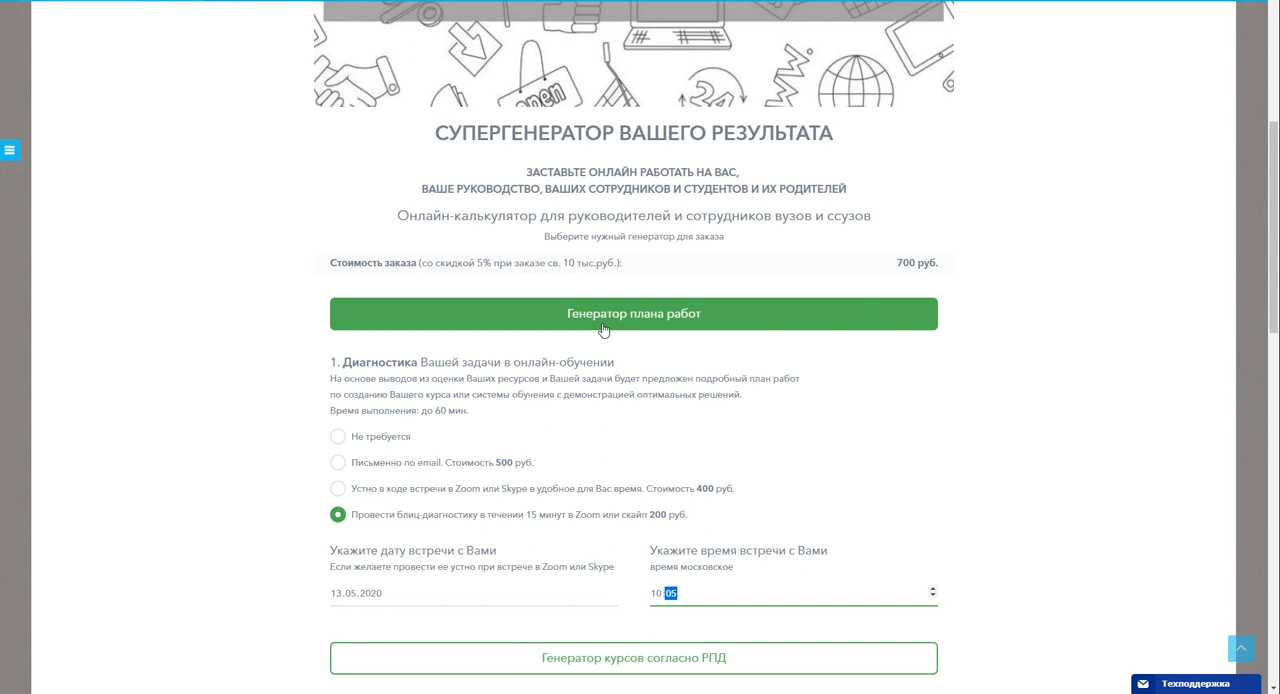 open
24
СУПЕРГЕНЕРАТОР ВАШЕГО РЕЗУЛЬТАТА
ЗАСТАВЬТЕ ОНЛАЙН РАБОТАТЬ НА ВАС,
ВАШЕ РУКОВОДСТВО, ВАШИХ СОТРУДНИКОВ И СТУДЕНТОВ И ИХ РОДИТЕЛЕЙ
Онлайн-калькулятор для руководителей и сотрудников вузов и ссузов
Выберите нужный генератор для заказа
Стоимость заказа (со скидкой 5% при заказе св. 10 тыс.руб.): 700 руб.
Генератор плана работ
1. Диагностика Вашей задачи в онлайн-обучении
На основе выводов из оценки Ваших ресурсов и Вашей задачи будет предложен подробный план работ
по созданию Вашего курса или системы обучения с демонстрацией оптимальных решений.
Время выполнения: до 60 мин.
Не требуется
Письменно по email. Стоимость 500 руб.
Устно в ходе встречи в Zoom или Skype в удобное для Вас время. Стоимость 400 руб.
Провести блиц-диагностику в течении 15 минут в Zoom или скайп 200 руб.
Укажите дату встречи с Вами
Если желаете провести ее устно при встрече в Zoom или Skype
13.05.2020
Укажите время встречи с Вами
время московское
10:05
Генератор курсов согласно РПД
Техподдержка